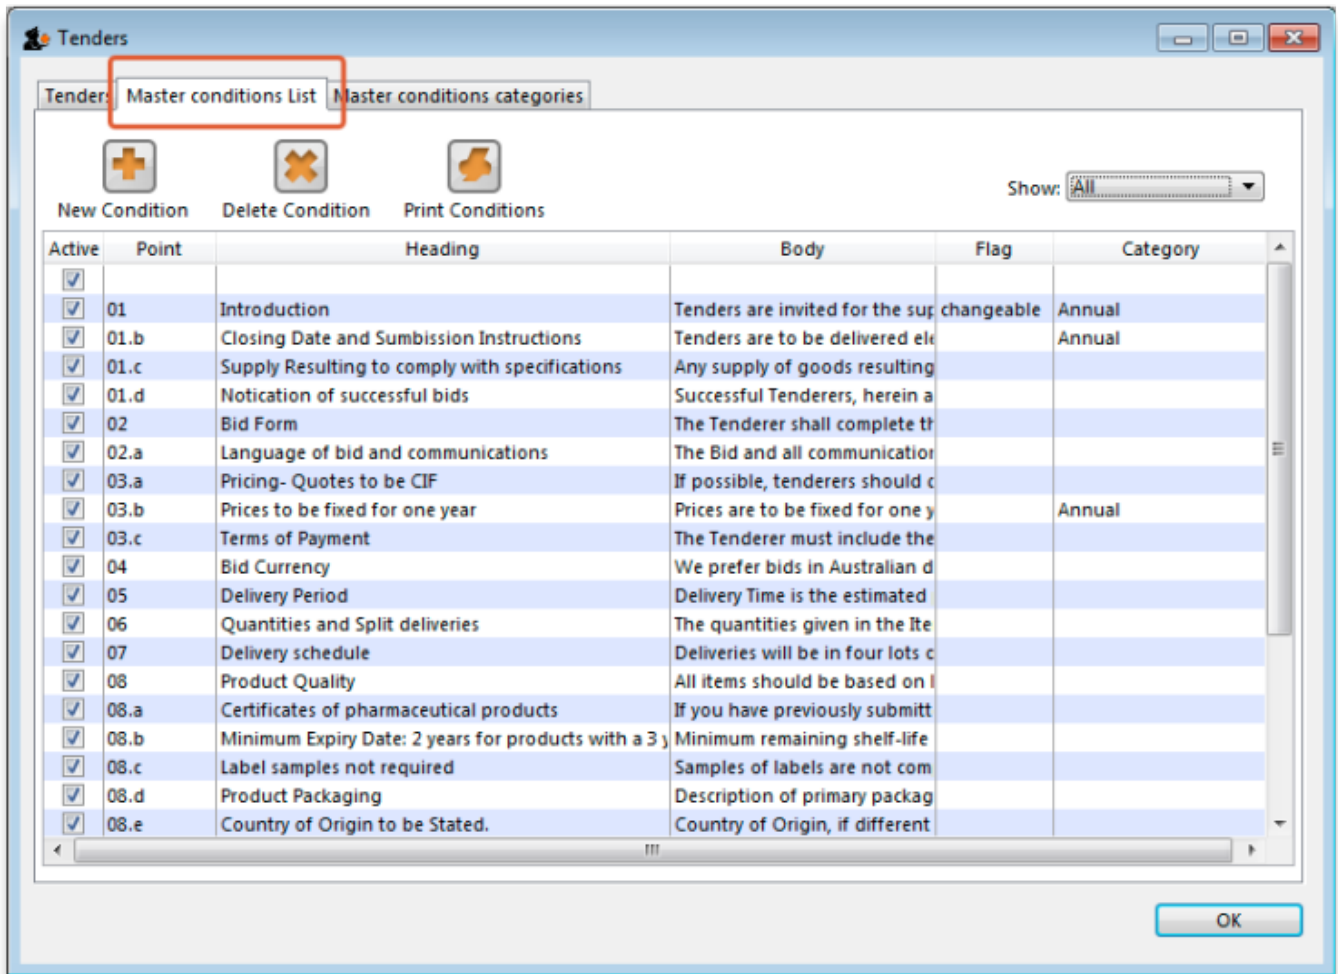 Tenders
Tenders Master conditions List Master conditions categories
Show: All
New Condition Delete Condition Print Conditions
Active Point Heading Body Flag Category
01 Introduction Tenders are invited for the sup changeable Annual
01.b Closing Date and Sumbission Instructions Tenders are to be delivered ele Annual
01.c Supply Resulting to comply with specifications Any supply of goods resulting
01.d Notication of successful bids Successful Tenderers, herein a
02 Bid Form The Tenderer shall complete th
02.a Language of bid and communications The Bid and all communication
03.a Pricing- Quotes to be CIF If possible, tenderers should c
03.b Prices to be fixed for one year Prices are to be fixed for one y Annual
03.c Terms of Payment The Tenderer must include the
04 Bid Currency We prefer bids in Australian d
05 Delivery Period Delivery Time is the estimated
06 Quantities and Split deliveries The quantities given in the Ite
07 Delivery schedule Deliveries will be in four lots c
08 Product Quality All items should be based on
08.a Certificates of pharmaceutical products If you have previously submitt
08.b Minimum Expiry Date: 2 years for products with a 3 y Minimum remaining shelf-life
08.c Label samples not required Samples of labels are not com
08.d Product Packaging Description of primary packag
08.e Country of Origin to be Stated. Country of Origin, if different
OK